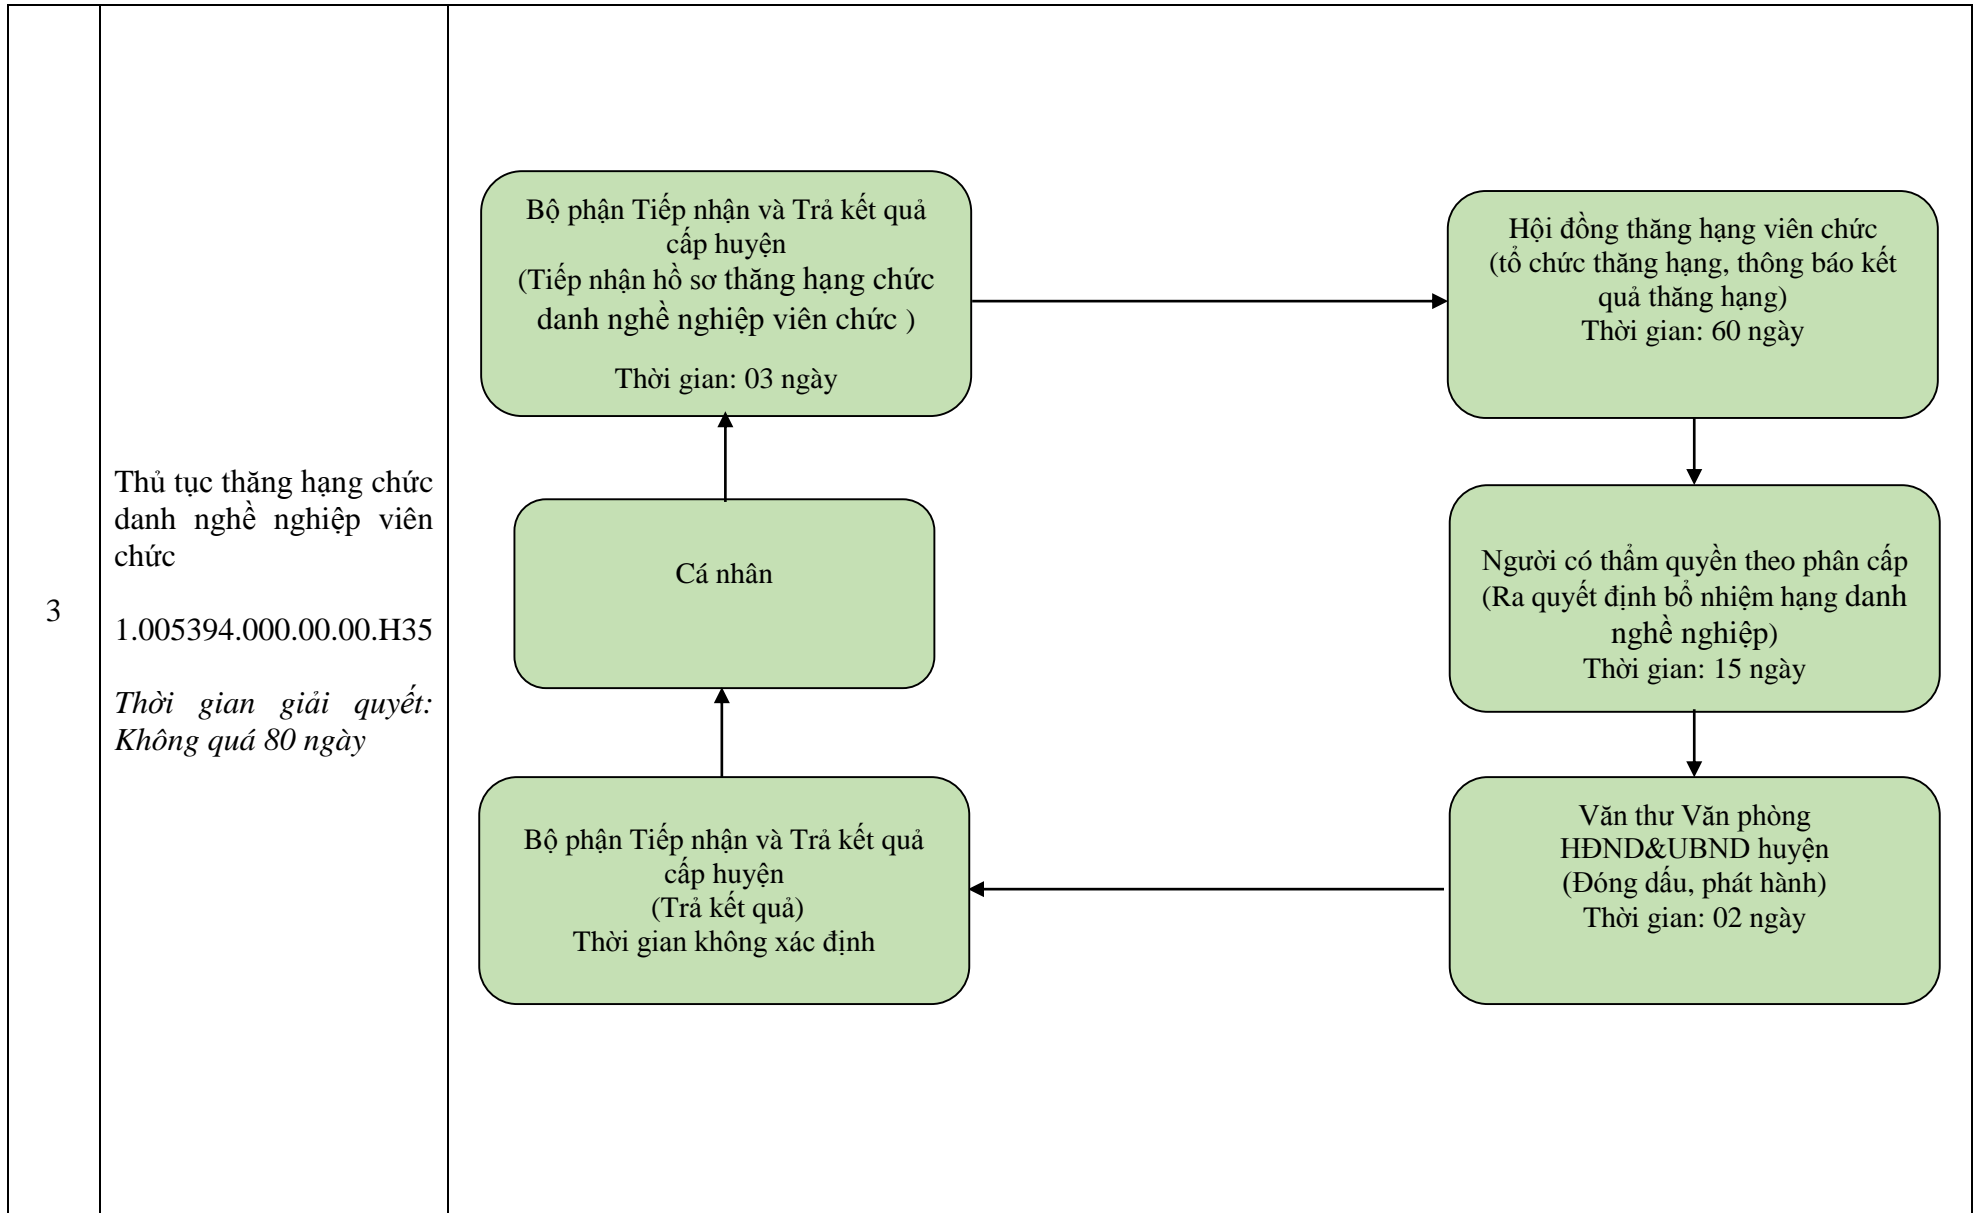 3
Thủ tục thăng hạng chức
danh nghề nghiệp viên
chức
1.005394.000.00.00.H35
Thời gian giải quyết:
Không quá 80 ngày
Bộ phận Tiếp nhận và Trả kết quả
cấp huyện
(Tiếp nhận hồ sơ thăng hạng chức
danh nghề nghiệp viên chức )
Thời gian: 03 ngày
Hội đồng thăng hạng viên chức
(tổ chức thăng hạng, thông báo kết
quả thăng hạng)
Thời gian: 60 ngày
Cá nhân
Người có thẩm quyền theo phân cấp
(Ra quyết định bổ nhiệm hạng danh
nghề nghiệp)
Thời gian: 15 ngày
Bộ phận Tiếp nhận và Trả kết quả
cấp huyện
(Trả kết quả)
Thời gian không xác định
Văn thư Văn phòng
HĐND&UBND huyện
(Đóng dấu, phát hành)
Thời gian: 02 ngày